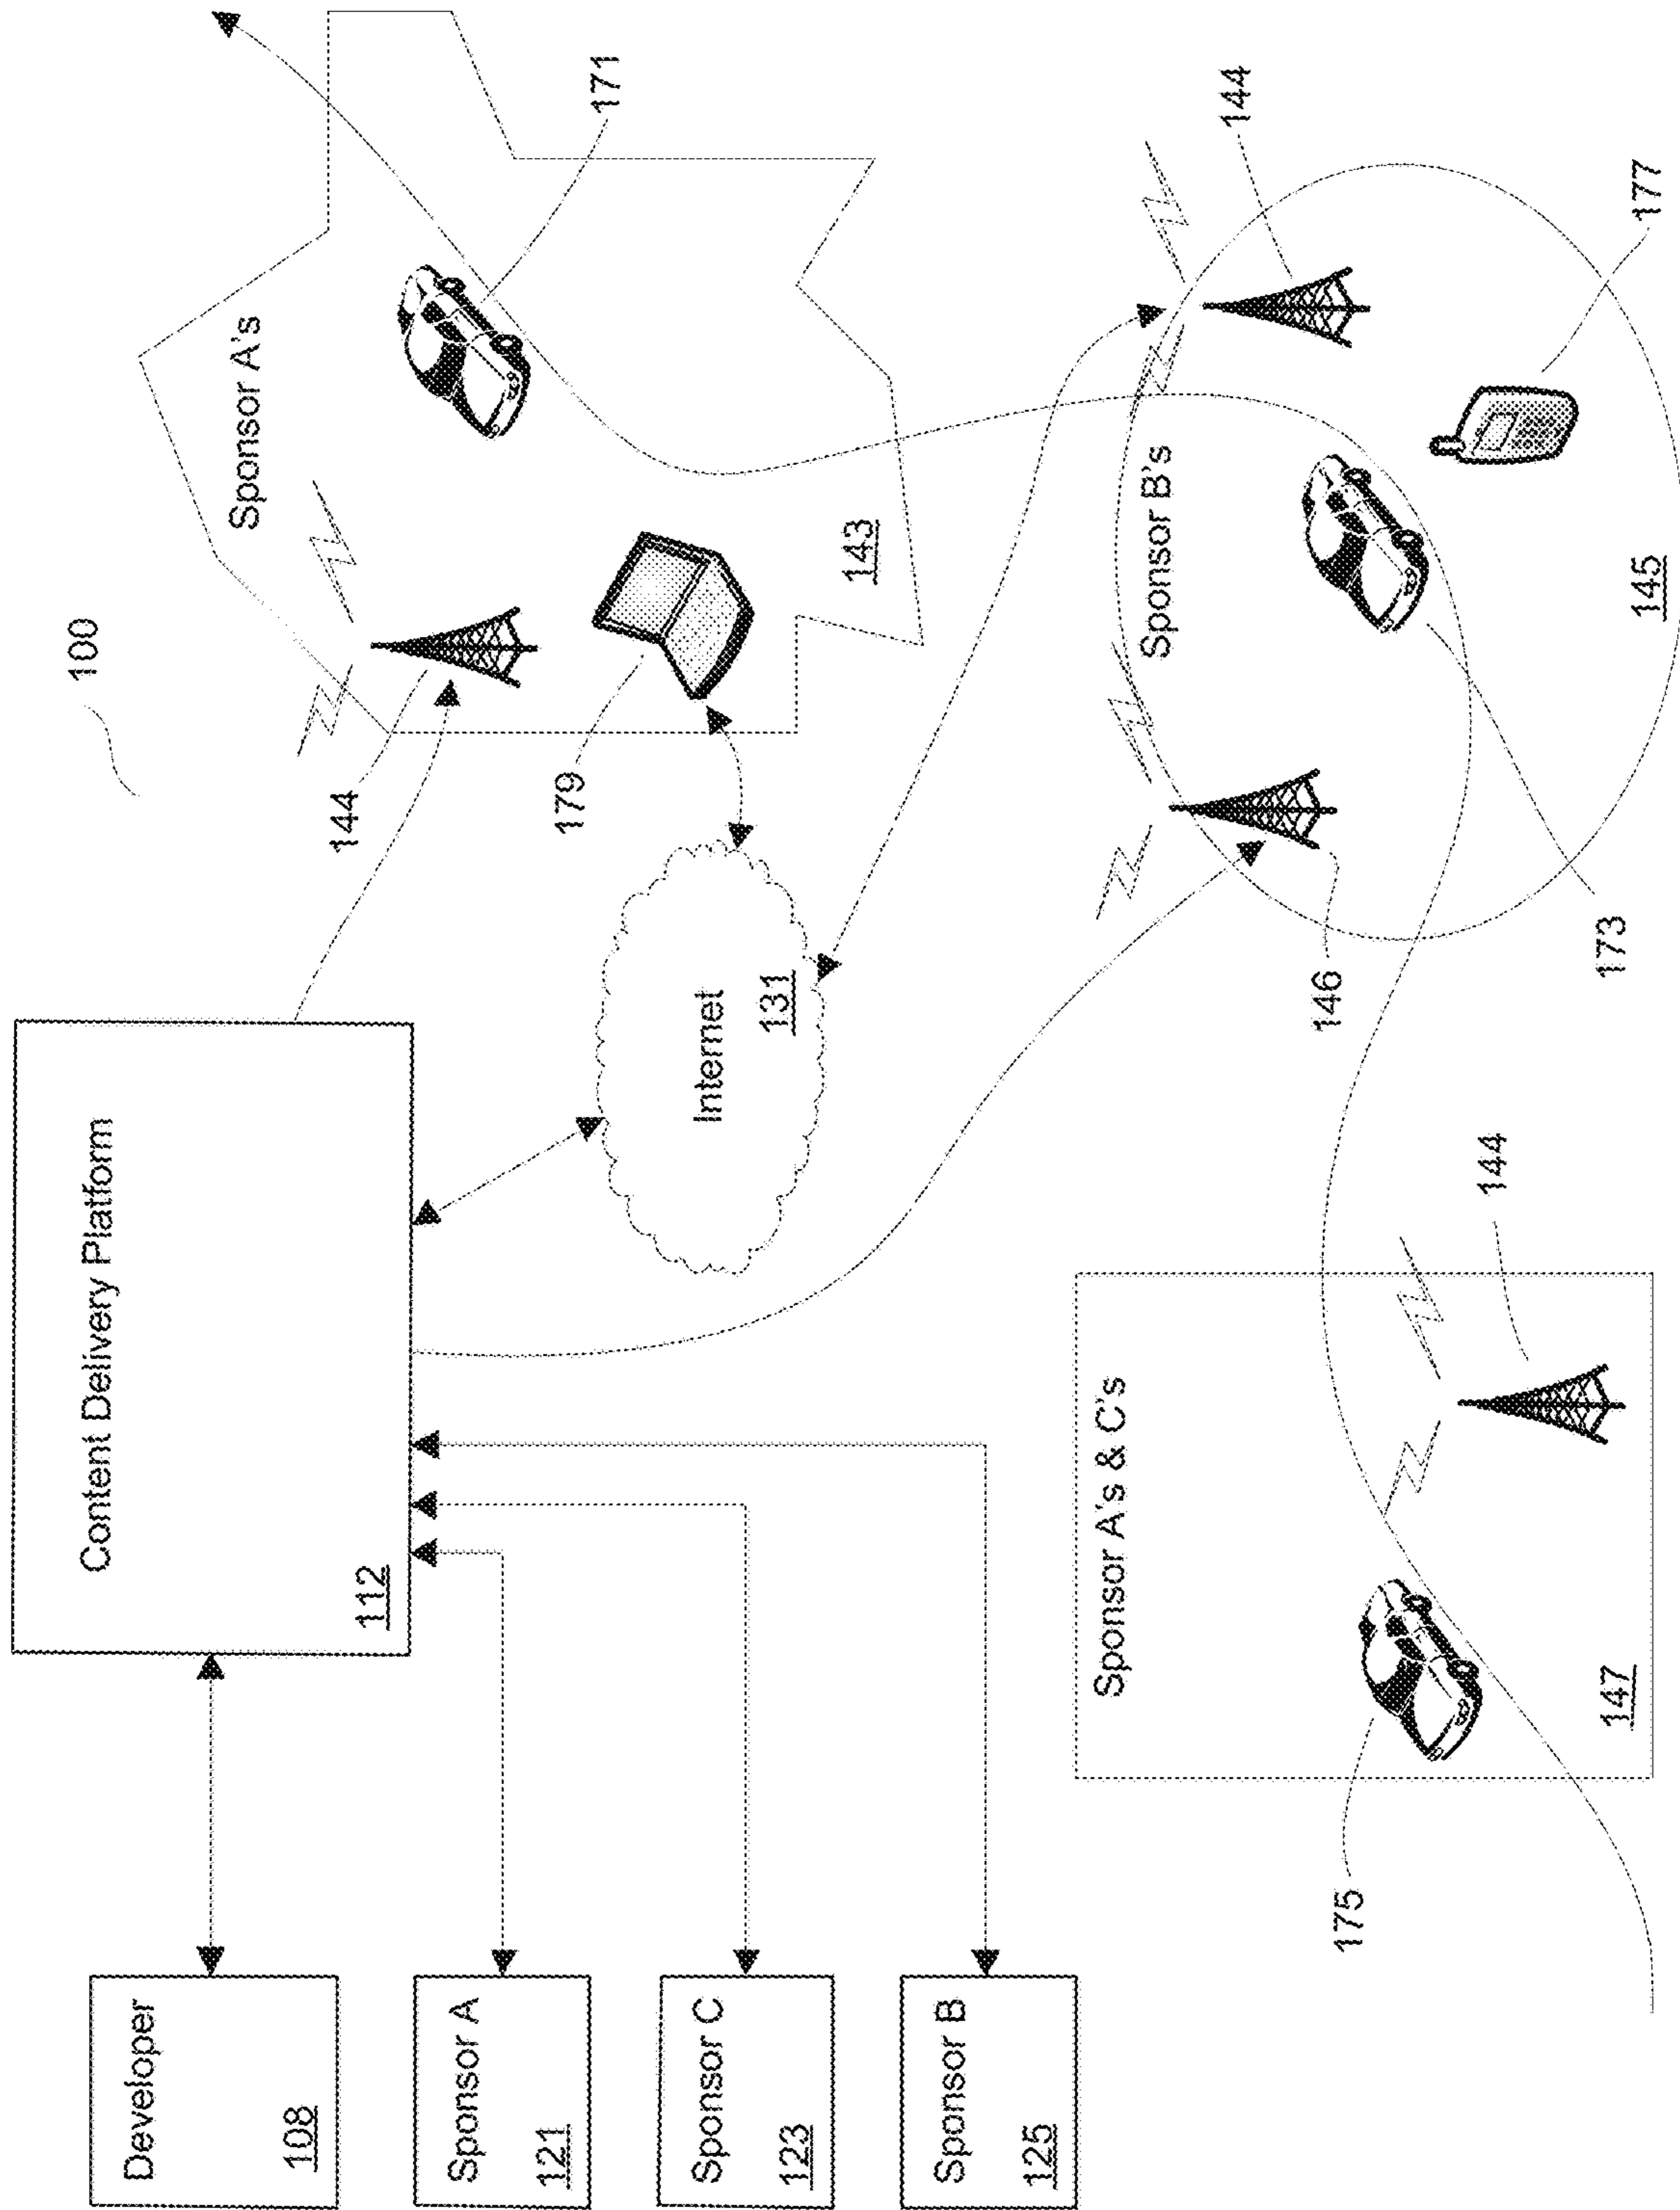 100
Developer
108
Sponsor A
121
Sponsor C
123
Sponsor B
125
Content Delivery Platform
112
Internet
131
144
179
Sponsor A's
171
143
Sponsor A's & C's
175
144
147
Sponsor B's
146
144
173
177
145